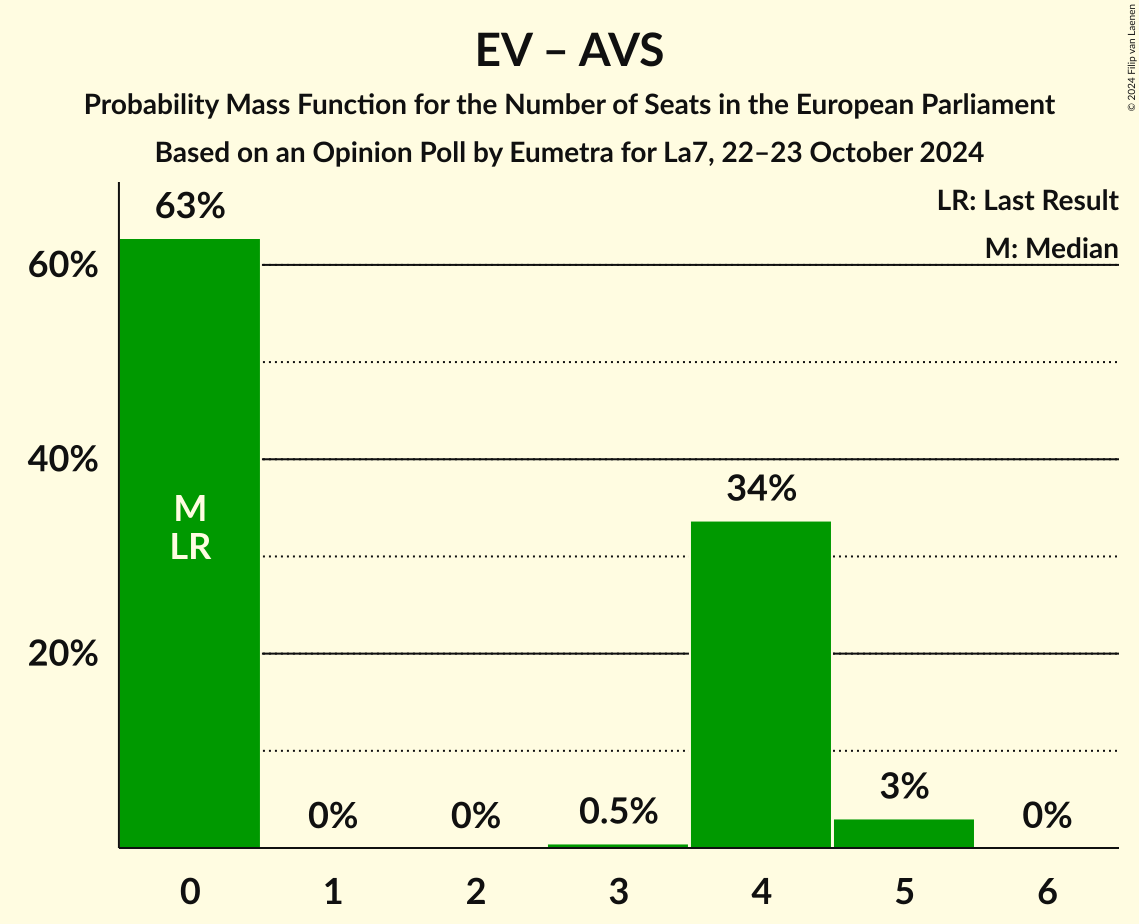 EV – AVS
Probability Mass Function for the Number of Seats in the European Parliament
Based on an Opinion Poll by Eumetra for La7, 22–23 October 2024
© 2024 Filip van Laenen
LR: Last Result
M: Median
63%
60%
40%
20%
M
LR
0%
0%
0.5%
34%
3%
0%
0
1
2
3
4
5
6